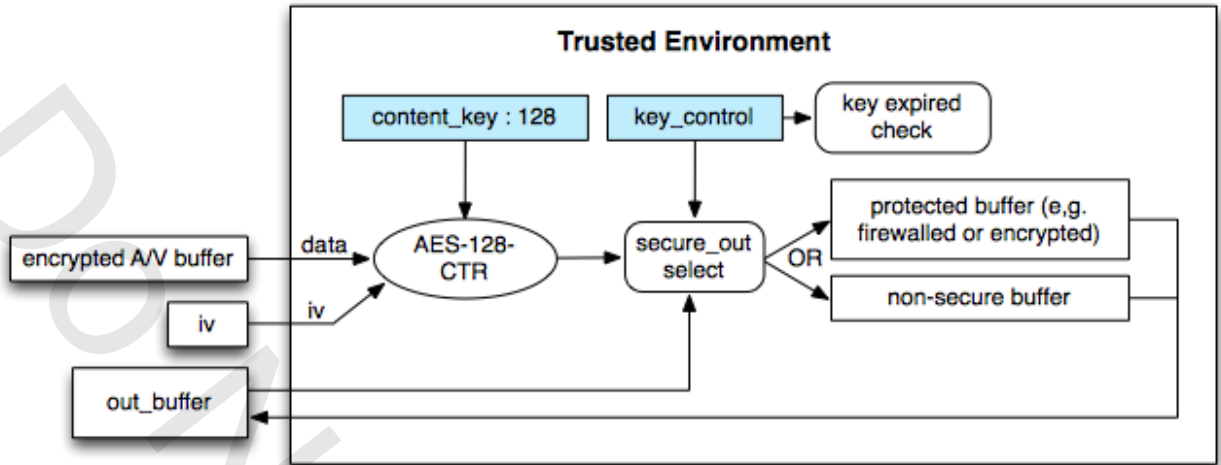 Trusted Environment
content_key : 128
key_control
key expired
check
encrypted A/V buffer
data
AES-128-
CTR
secure_out
select
OR
protected buffer (e,g.
firewalled or encrypted)
non-secure buffer
iv
iv
out_buffer
DON